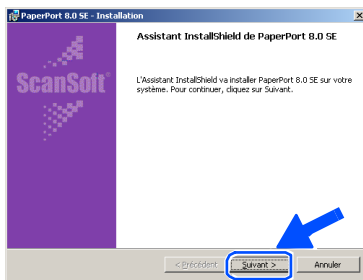 PaperPort 8.0 SE - Installation
Assistant InstallShield de PaperPort 8.0 SE
ScanSoft®
L'Assistant InstallShield va installer PaperPort 8.0 SE sur votre
système. Pour continuer, cliquez sur Suivant.
< Précédent
Suivant >
Annuler